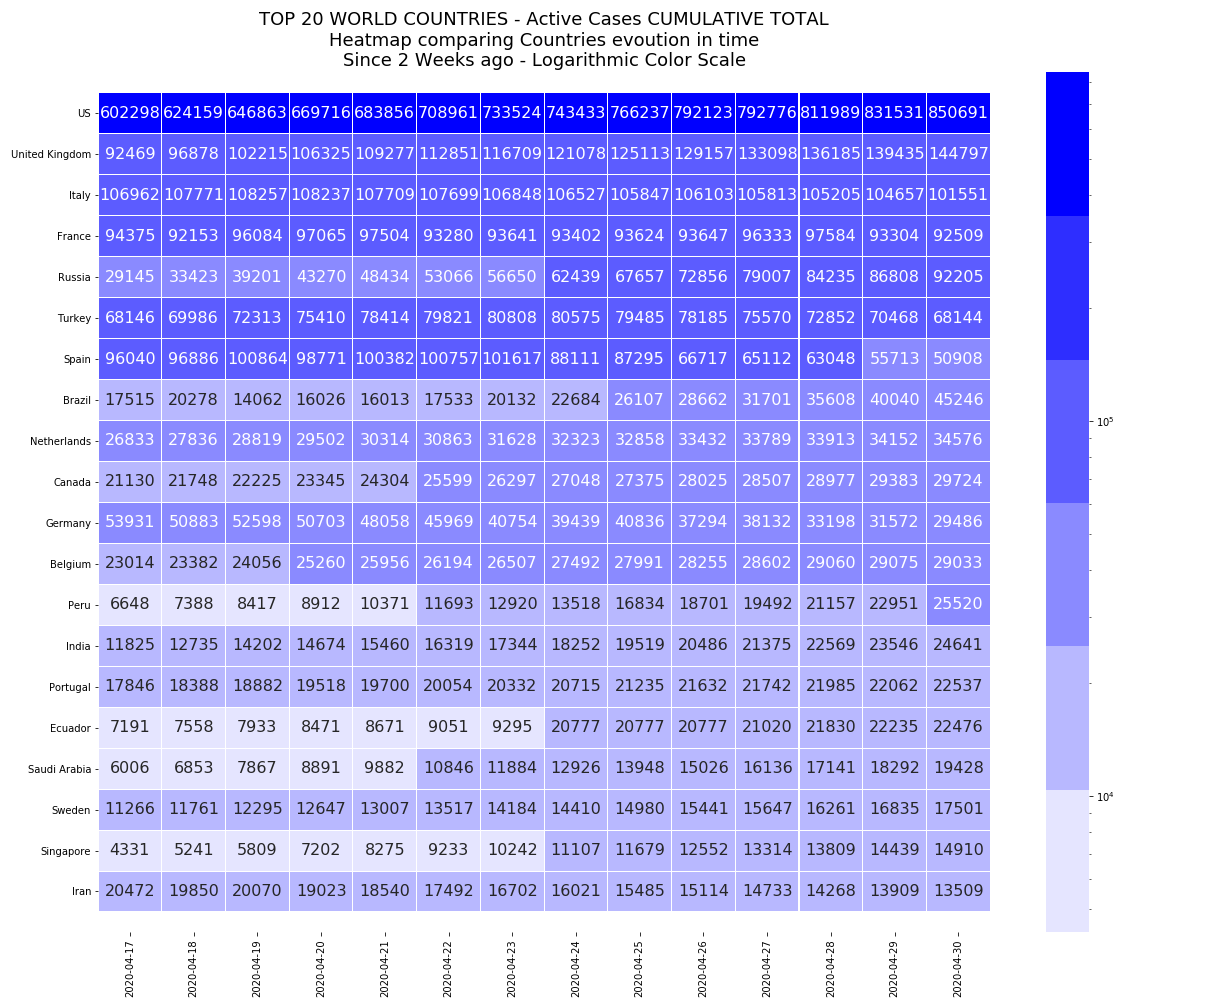 TOP 20 WORLD COUNTRIES - Active Cases CUMULATIVE TOTAL
Heatmap comparing Countries evoution in time
Since 2 Weeks ago - Logarithmic Color Scale
US 602298 624159 646863 669716 683856 708961 733524 743433 766237 792123 792776 811989 831531 850691
United Kingdom 92469 96878 102215 106325 109277 112851 116709 121078 125113 129157 133098 136185 139435 144797
Italy 106962 107771 108257 108237 107709 107699 106848 106527 105847 106103 105813 105205 104657 101551
France 94375 92153 96084 97065 97504 93280 93641 93402 93624 93647 96333 97584 93304 92509
Russia 29145 33423 39201 43270 48434 53066 56650 62439 67657 72856 79007 84235 86808 92205
Turkey 68146 69986 72313 75410 78414 79821 80808 80575 79485 78185 75570 72852 70468 68144
Spain 96040 96886 100864 98771 100382 100757 101617 88111 87295 66717 65112 63048 55713 50908
Brazil 17515 20278 14062 16026 16013 17533 20132 22684 26107 28662 31701 35608 40040 45246
Netherlands 26833 27836 28819 29502 30314 30863 31628 32323 32858 33432 33789 33913 34152 34576
Canada 21130 21748 22225 23345 24304 25599 26297 27048 27375 28025 28507 28977 29383 29724
Germany 53931 50883 52598 50703 48058 45969 40754 39439 40836 37294 38132 33198 31572 29486
Belgium 23014 23382 24056 25260 25956 26194 26507 27492 27991 28255 28602 29060 29075 29033
Peru 6648 7388 8417 8912 10371 11693 12920 13518 16834 18701 19492 21157 22951 25520
India 11825 12735 14202 14674 15460 16319 17344 18252 19519 20486 21375 22569 23546 24641
Portugal 17846 18388 18882 19518 19700 20054 20332 20715 21235 21632 21742 21985 22062 22537
Ecuador 7191 7558 7933 8471 8671 9051 9295 20777 20777 20777 21020 21830 22235 22476
Saudi Arabia 6006 6853 7867 8891 9882 10846 11884 12926 13948 15026 16136 17141 18292 19428
Sweden 11266 11761 12295 12647 13007 13517 14184 14410 14980 15441 15647 16261 16835 17501
Singapore 4331 5241 5809 7202 8275 9233 10242 11107 11679 12552 13314 13809 14439 14910
Iran 20472 19850 20070 19023 18540 17492 16702 16021 15485 15114 14733 14268 13909 13509
2020-04-17 2020-04-18 2020-04-19 2020-04-20 2020-04-21 2020-04-22 2020-04-23 2020-04-24 2020-04-25 2020-04-26 2020-04-27 2020-04-28 2020-04-29 2020-04-30
10⁵
10⁴